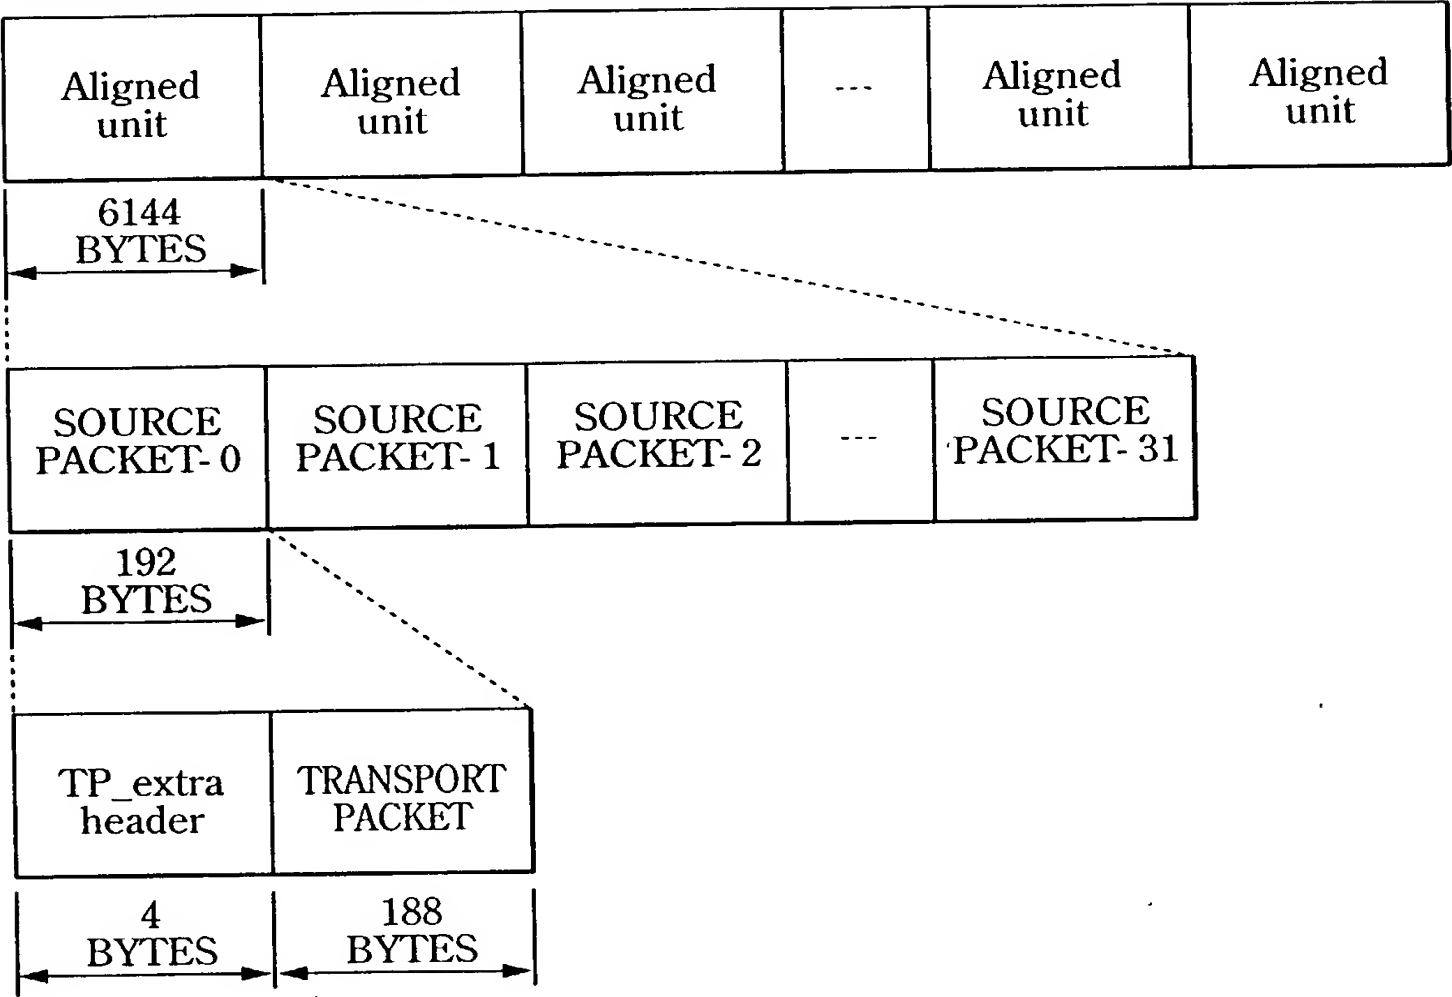 Aligned
unit
Aligned
unit
Aligned
unit
---
Aligned
unit
Aligned
unit
6144
BYTES
SOURCE
PACKET- 0
SOURCE
PACKET- 1
SOURCE
PACKET- 2
---
SOURCE
PACKET- 31
192
BYTES
TP_extra
header
TRANSPORT
PACKET
4
BYTES
188
BYTES